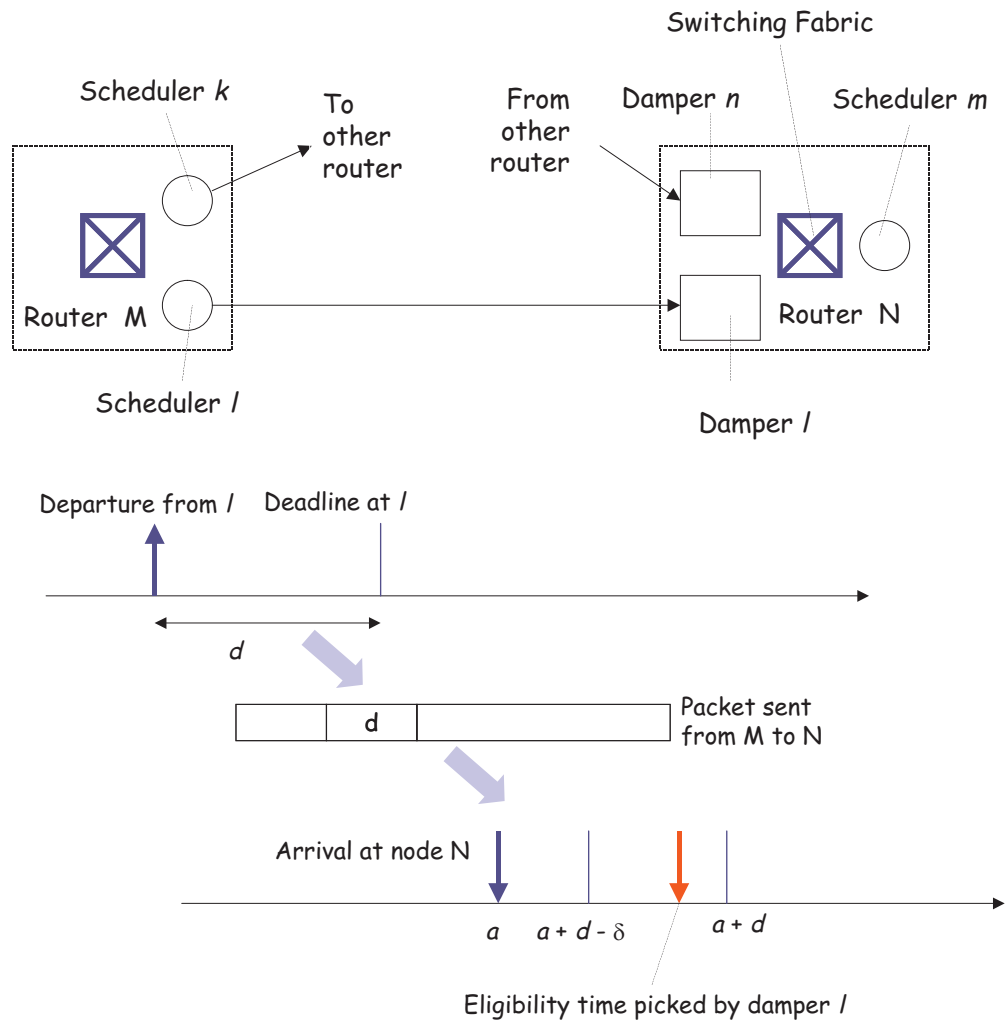 Switching Fabric
Scheduler k
To
other
router
From
other
router
Damper n
Scheduler m
Router M
Router N
Scheduler l
Damper l
Departure from l
Deadline at l
d
d
Packet sent
from M to N
Arrival at node N
a
a + d - δ
a + d
Eligibility time picked by damper l